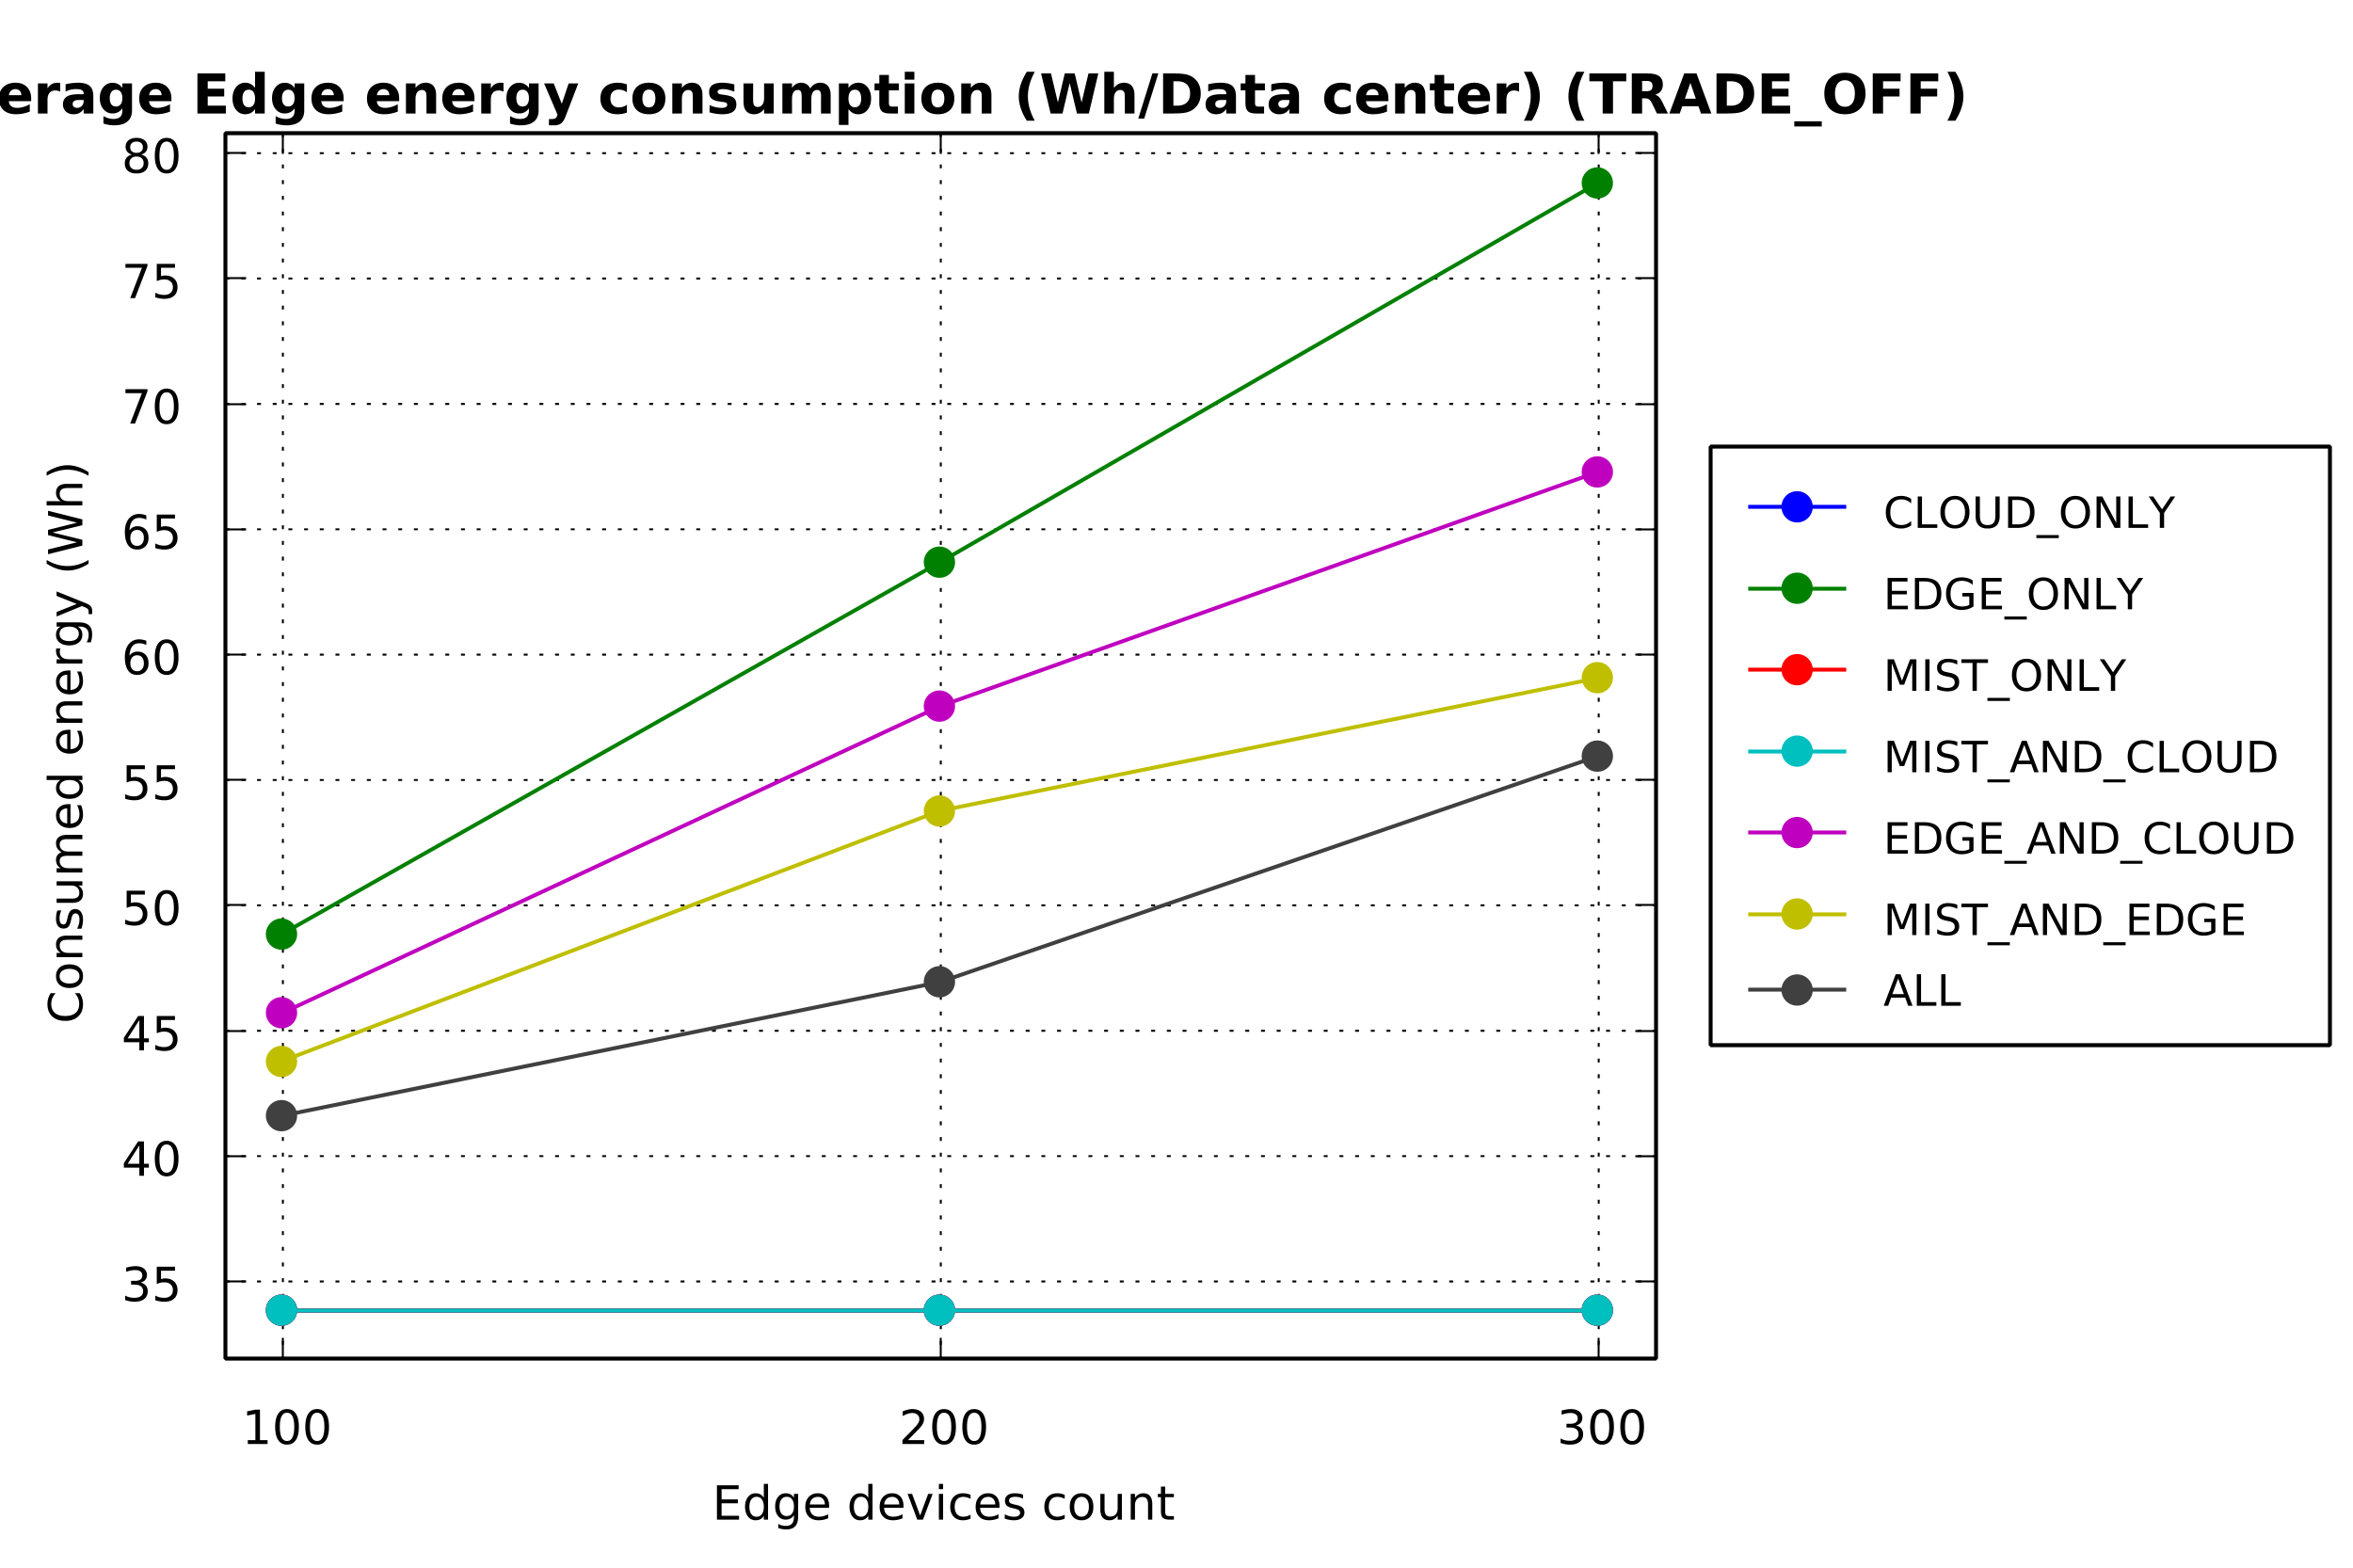 erage Edge energy consumption (Wh/Data center) (TRADE_OFF)
80
75
70
65
60
55
50
45
40
35
Consumed energy (Wh)
100 200 300
Edge devices count
CLOUD_ONLY
EDGE_ONLY
MIST_ONLY
MIST_AND_CLOUD
EDGE_AND_CLOUD
MIST_AND_EDGE
ALL